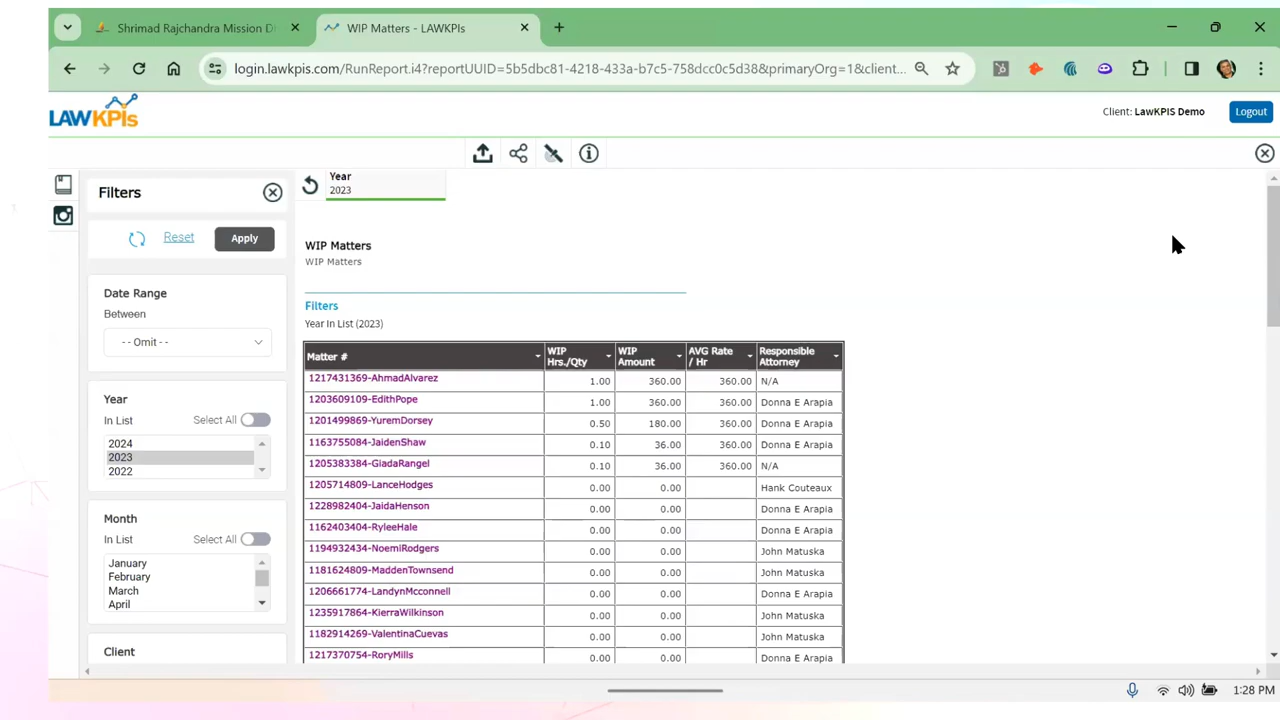 Shrimad Rajchandra Mission D
WIP Matters - LAWKPIs
login.lawkpis.com/RunReport.i4?reportUUID=5b5dbc81-4218-433a-b7c5-758dcc0c5d38&primaryOrg=1&client...
LAWKPIs
Client: LawKPIS Demo
Logout
Filters
Reset
Apply
Date Range
Between
- - Omit - -
Year
In List
Select All
2024
2023
2022
Month
In List
Select All
January
February
March
April
Client
Year
2023
WIP Matters
WIP Matters
Filters
Year In List (2023)
Matter # WIP Hrs./Qty WIP Amount AVG Rate / Hr Responsible Attorney
1217431369-AhmadAlvarez 1.00 360.00 360.00 N/A
1203609109-EdithPope 1.00 360.00 360.00 Donna E Arapia
1201499869-YuremDorsey 0.50 180.00 360.00 Donna E Arapia
1163755084-JaidenShaw 0.10 36.00 360.00 Donna E Arapia
1205383384-GiadaRangel 0.10 36.00 360.00 N/A
1205714809-LanceHodges 0.00 0.00 Hank Couteaux
1228982404-JaidaHenson 0.00 0.00 Donna E Arapia
1162403404-RyleeHale 0.00 0.00 Donna E Arapia
1194932434-NoemiRodgers 0.00 0.00 John Matuska
1181624809-MaddenTownsend 0.00 0.00 John Matuska
1206661774-LandynMcconnell 0.00 0.00 Donna E Arapia
1235917864-KierraWilkinson 0.00 0.00 John Matuska
1182914269-ValentinaCuevas 0.00 0.00 John Matuska
1217370754-RoryMills 0.00 0.00 Donna E Arapia
1:28 PM